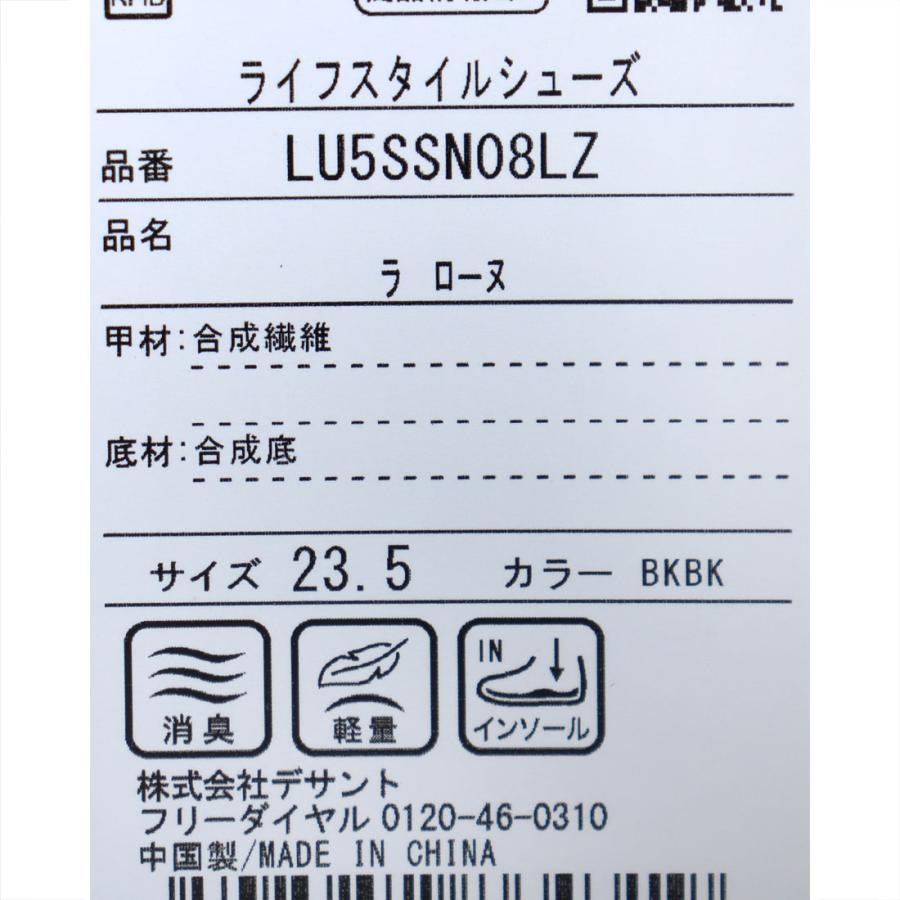 ライフスタイルシューズ
品番 LU5SSN08LZ
品名
ラ ローヌ
甲材:合成繊維
底材:合成底
サイズ 23.5 カラー BKBK
消臭 軽量 IN インソール
株式会社デサント
フリーダイヤル 0120-46-0310
中国製/MADE IN CHINA